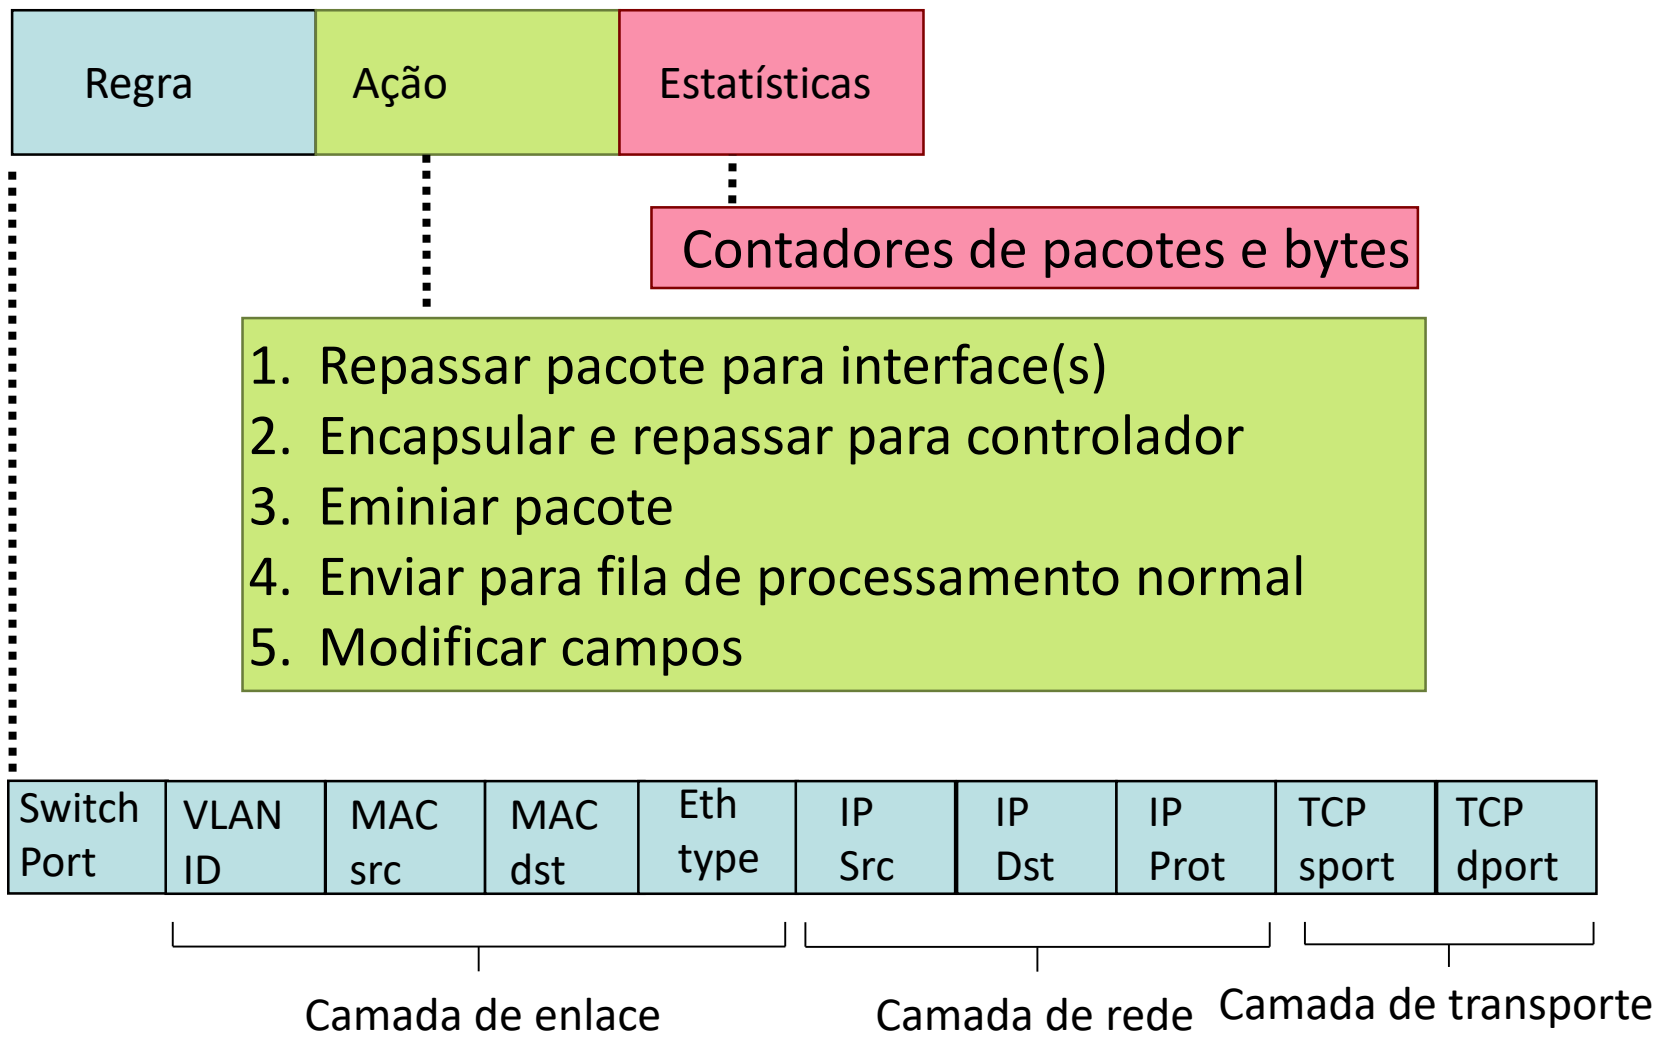 Regra
Ação
Estatísticas
Contadores de pacotes e bytes
1. Repassar pacote para interface(s)
2. Encapsular e repassar para controlador
3. Eminiar pacote
4. Enviar para fila de processamento normal
5. Modificar campos
Switch
Port
VLAN
ID
MAC
src
MAC
dst
Eth
type
IP
Src
IP
Dst
IP
Prot
TCP
sport
TCP
dport
Camada de enlace
Camada de rede
Camada de transporte